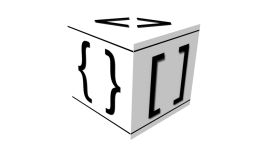 < >
{ } [ ]